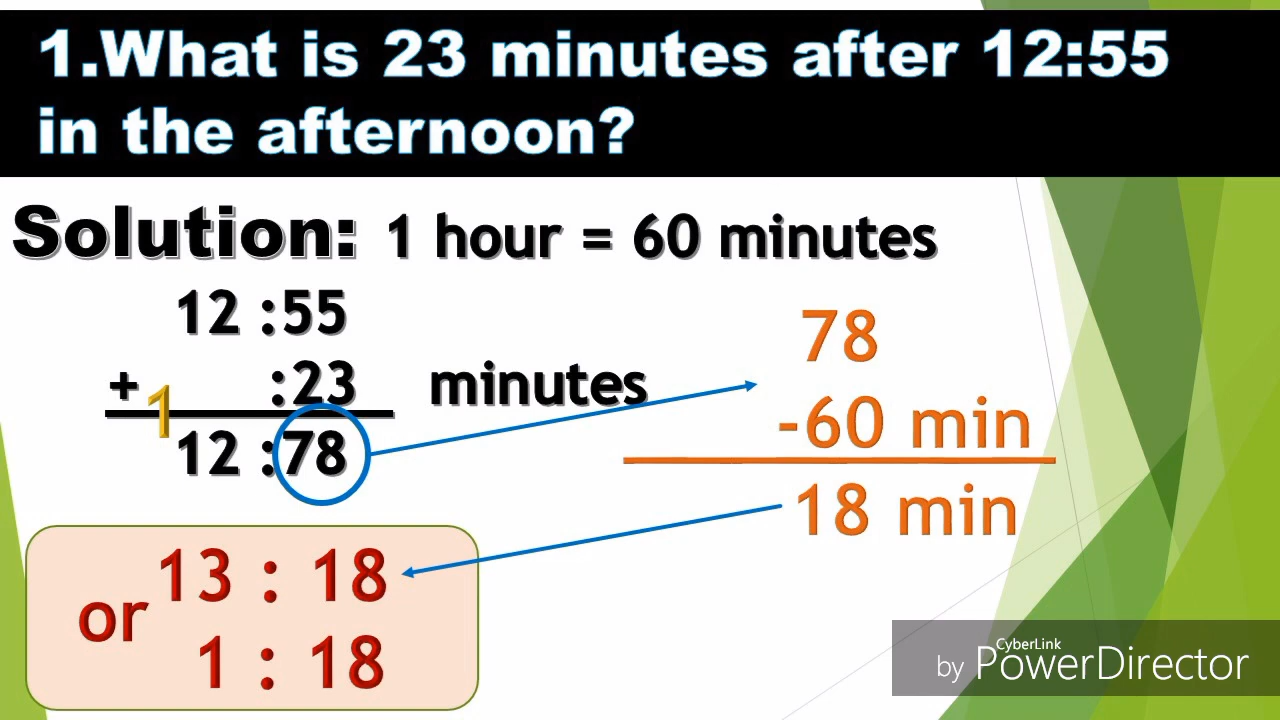 1.What is 23 minutes after 12:55
in the afternoon?
Solution: 1 hour = 60 minutes
12 :55
+ :23 minutes
1
12 :78
78
-60 min
18 min
13 : 18
or
1 : 18
by CyberLink PowerDirector